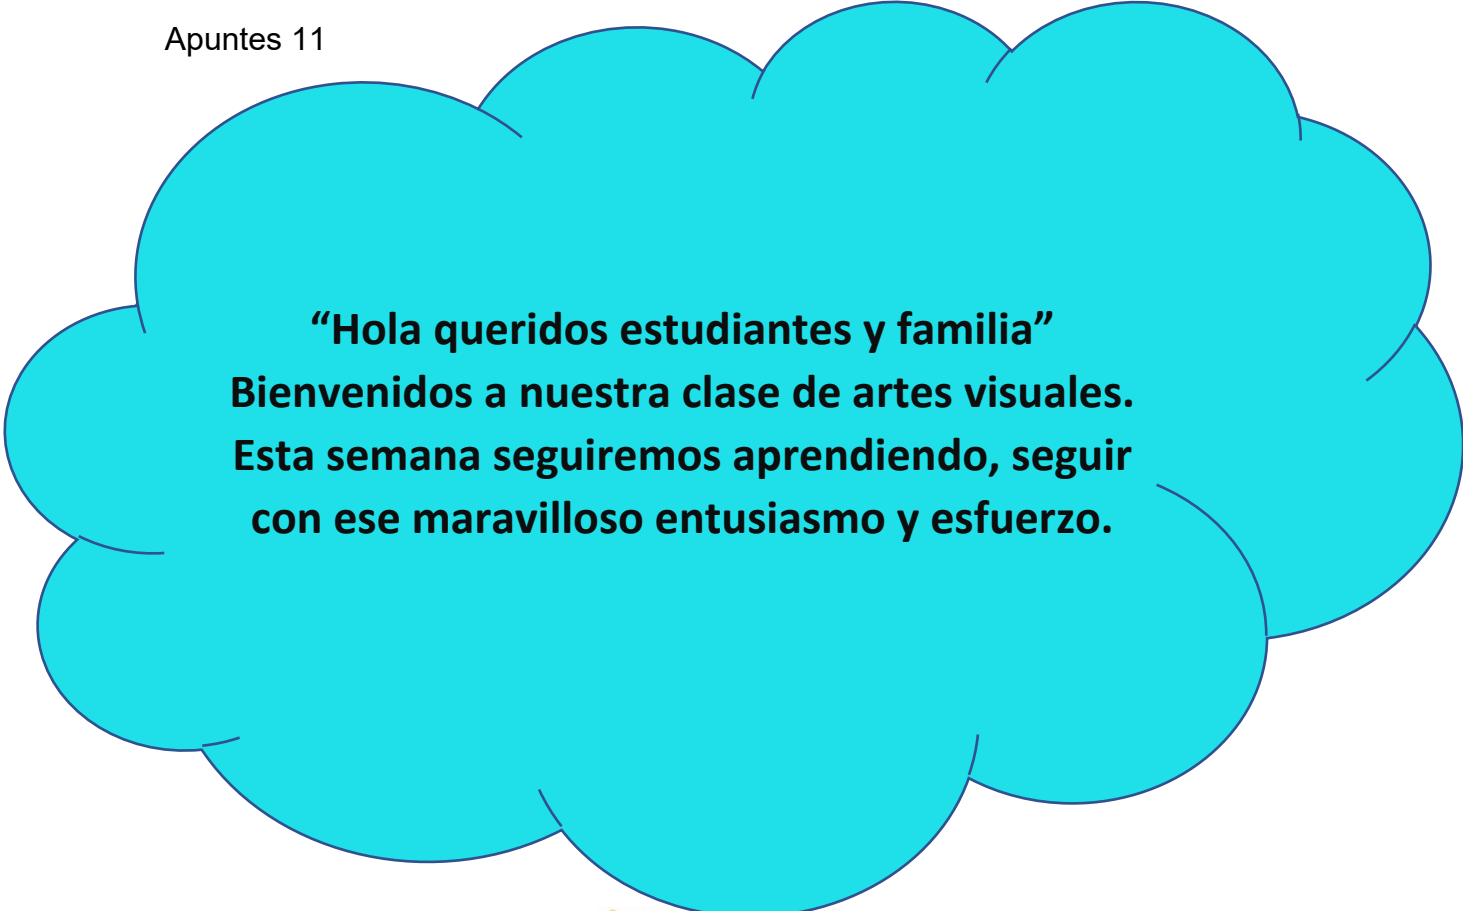 Apuntes 11
“Hola queridos estudiantes y familia”
Bienvenidos a nuestra clase de artes visuales.
Esta semana seguiremos aprendiendo, seguir
con ese maravilloso entusiasmo y esfuerzo.